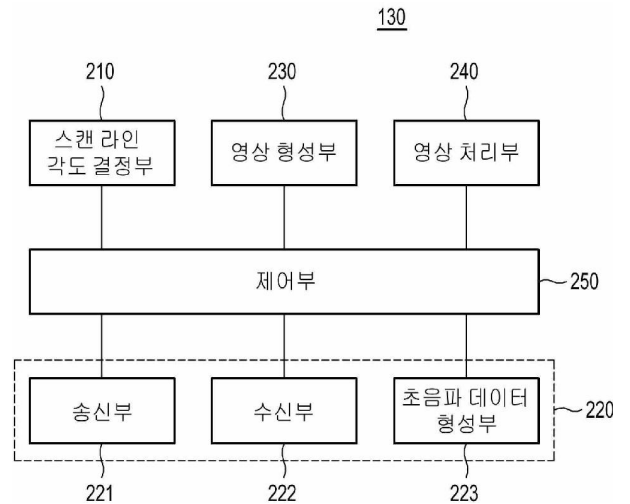 130
210
230
240
스캔 라인
각도 결정부
영상 형성부
영상 처리부
제어부
250
송신부
수신부
초음파 데이터
형성부
220
221
222
223